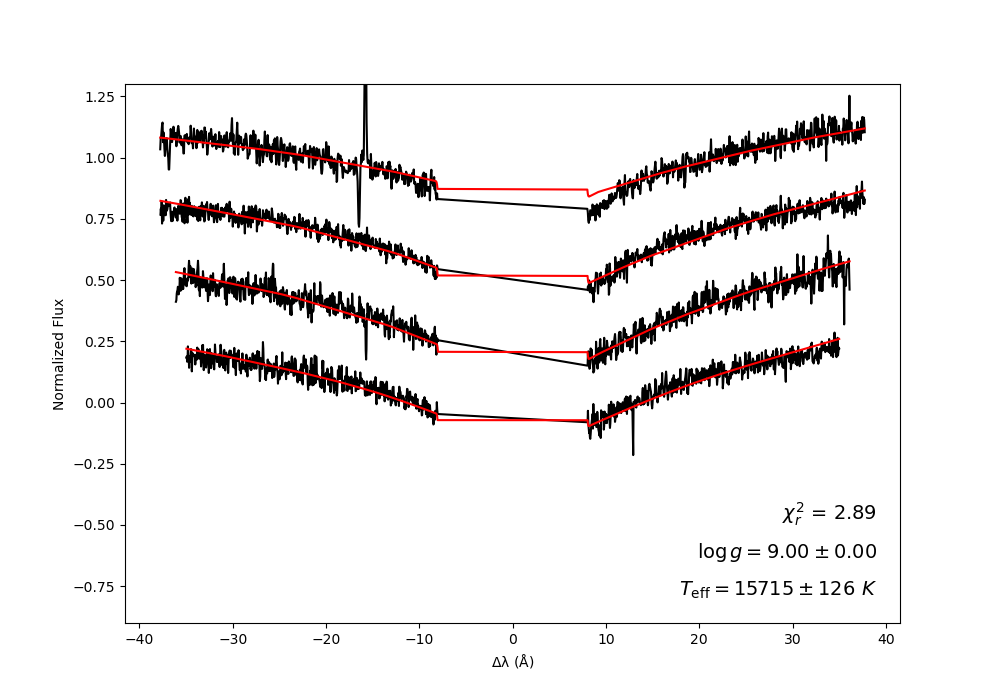 1.25
1.00
0.75
0.50
0.25
0.00
−0.25
−0.50
−0.75
Normalized Flux
χ²ᵣ = 2.89
log g = 9.00 ± 0.00
T_eff = 15715 ± 126 K
−40 −30 −20 −10 0 10 20 30 40
Δλ (Å)